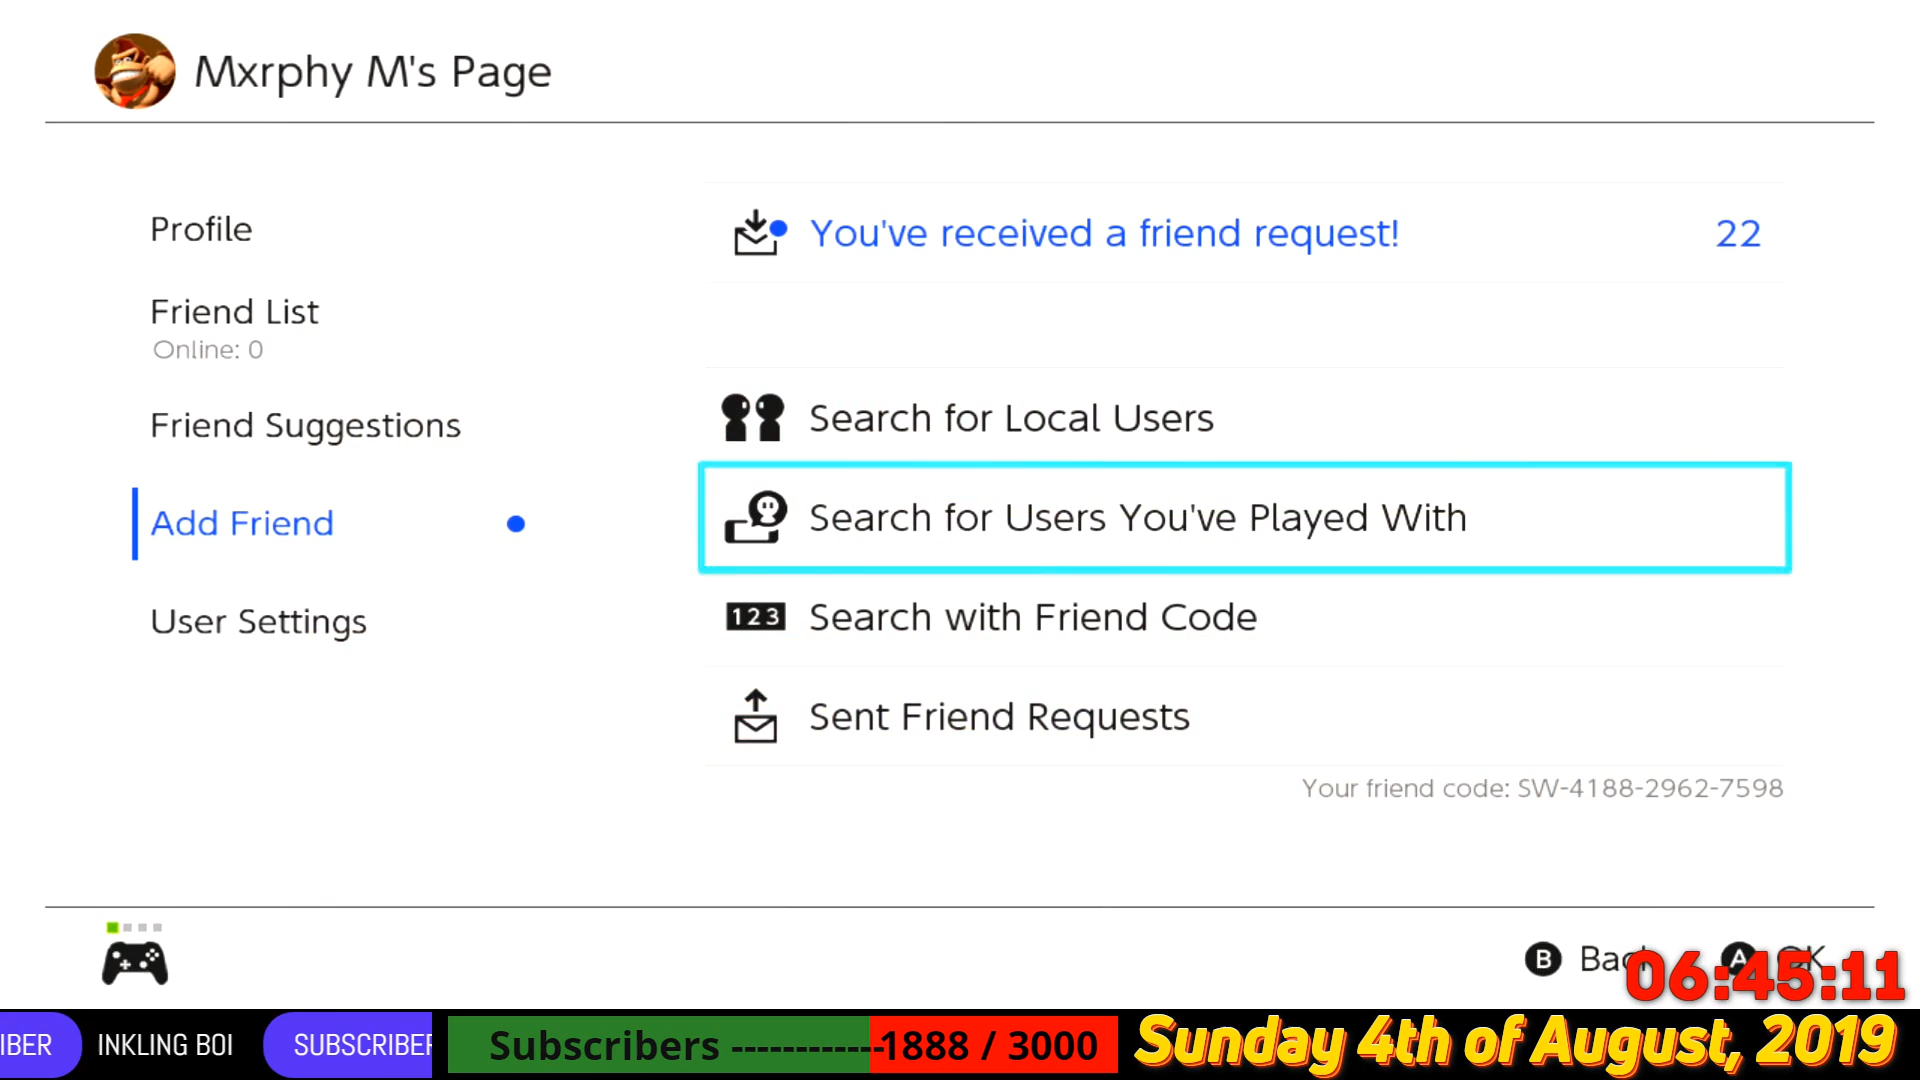 Mxrphy M's Page
Profile
Friend List
Online: 0
Friend Suggestions
Add Friend
User Settings
You've received a friend request! 22
Search for Local Users
Search for Users You've Played With
123 Search with Friend Code
Sent Friend Requests
Your friend code: SW-4188-2962-7598
B Back A OK
06:45:11
IBER INKLING BOI SUBSCRIBER
Subscribers ------------1888 / 3000
Sunday 4th of August, 2019